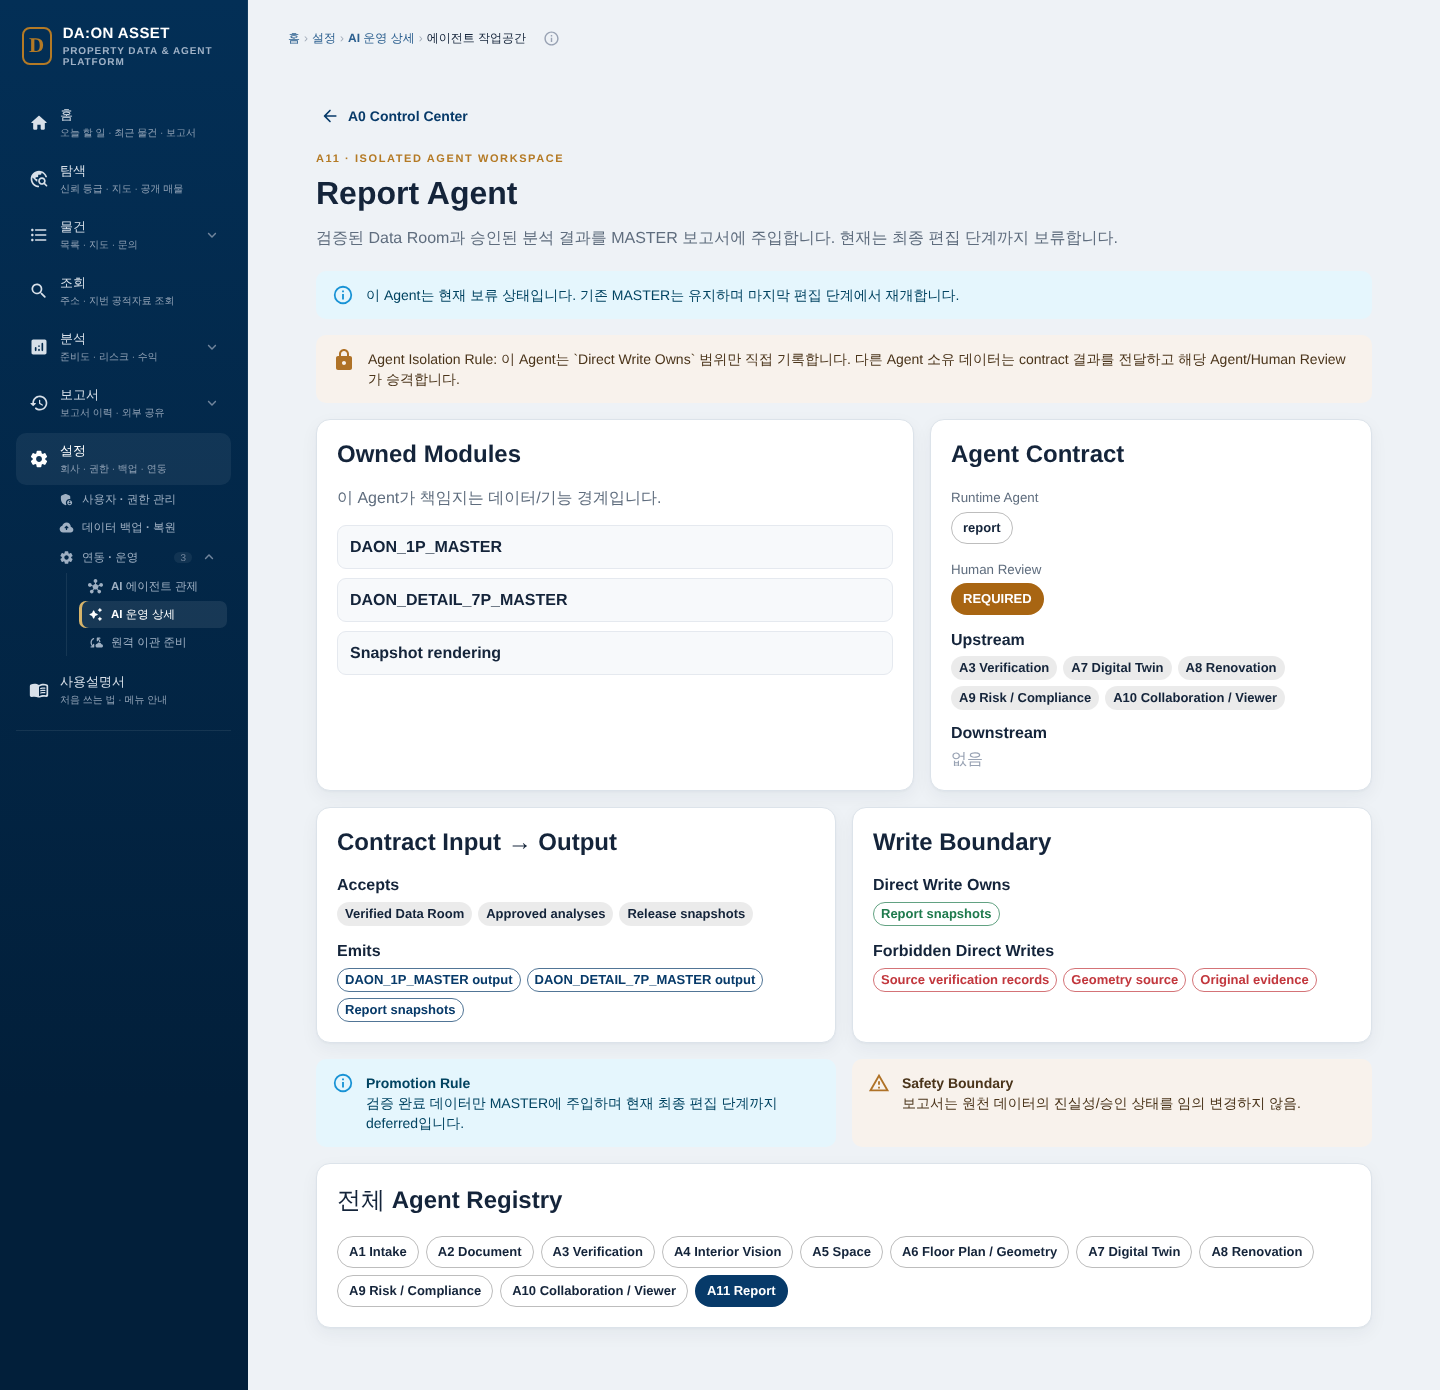 D
DA:ON ASSET
PROPERTY DATA & AGENT
PLATFORM
홈
오늘 할 일 · 최근 물건 · 보고서
탐색
신뢰 등급 · 지도 · 공개 매물
물건
목록 · 지도 · 문의
조회
주소 · 지번 공적자료 조회
분석
준비도 · 리스크 · 수익
보고서
보고서 이력 · 외부 공유
설정
회사 · 권한 · 백업 · 연동
사용자 · 권한 관리
데이터 백업 · 복원
연동 · 운영 3
AI 에이전트 관제
AI 운영 상세
원격 이관 준비
사용설명서
처음 쓰는 법 · 메뉴 안내
홈 › 설정 › AI 운영 상세 › 에이전트 작업공간
A0 Control Center
A11 · ISOLATED AGENT WORKSPACE
Report Agent
검증된 Data Room과 승인된 분석 결과를 MASTER 보고서에 주입합니다. 현재는 최종 편집 단계까지 보류합니다.
이 Agent는 현재 보류 상태입니다. 기존 MASTER는 유지하며 마지막 편집 단계에서 재개합니다.
Agent Isolation Rule: 이 Agent는 `Direct Write Owns` 범위만 직접 기록합니다. 다른 Agent 소유 데이터는 contract 결과를 전달하고 해당 Agent/Human Review
가 승격합니다.
Owned Modules
이 Agent가 책임지는 데이터/기능 경계입니다.
DAON_1P_MASTER
DAON_DETAIL_7P_MASTER
Snapshot rendering
Agent Contract
Runtime Agent
report
Human Review
REQUIRED
Upstream
A3 Verification A7 Digital Twin A8 Renovation
A9 Risk / Compliance A10 Collaboration / Viewer
Downstream
없음
Contract Input → Output
Accepts
Verified Data Room Approved analyses Release snapshots
Emits
DAON_1P_MASTER output DAON_DETAIL_7P_MASTER output
Report snapshots
Write Boundary
Direct Write Owns
Report snapshots
Forbidden Direct Writes
Source verification records Geometry source Original evidence
Promotion Rule
검증 완료 데이터만 MASTER에 주입하며 현재 최종 편집 단계까지
deferred입니다.
Safety Boundary
보고서는 원천 데이터의 진실성/승인 상태를 임의 변경하지 않음.
전체 Agent Registry
A1 Intake A2 Document A3 Verification A4 Interior Vision A5 Space A6 Floor Plan / Geometry A7 Digital Twin A8 Renovation
A9 Risk / Compliance A10 Collaboration / Viewer A11 Report